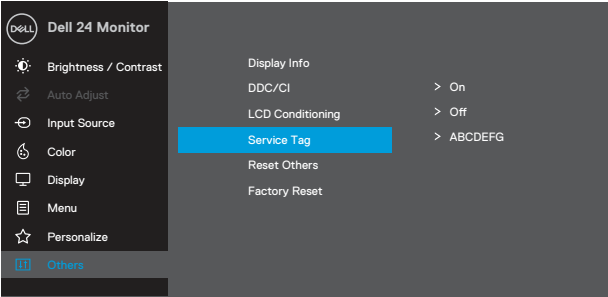 DELL
Dell 24 Monitor
Brightness / Contrast
Auto Adjust
Input Source
Color
Display
Menu
Personalize
Others
Display Info
DDC/CI > On
LCD Conditioning > Off
Service Tag > ABCDEFG
Reset Others
Factory Reset